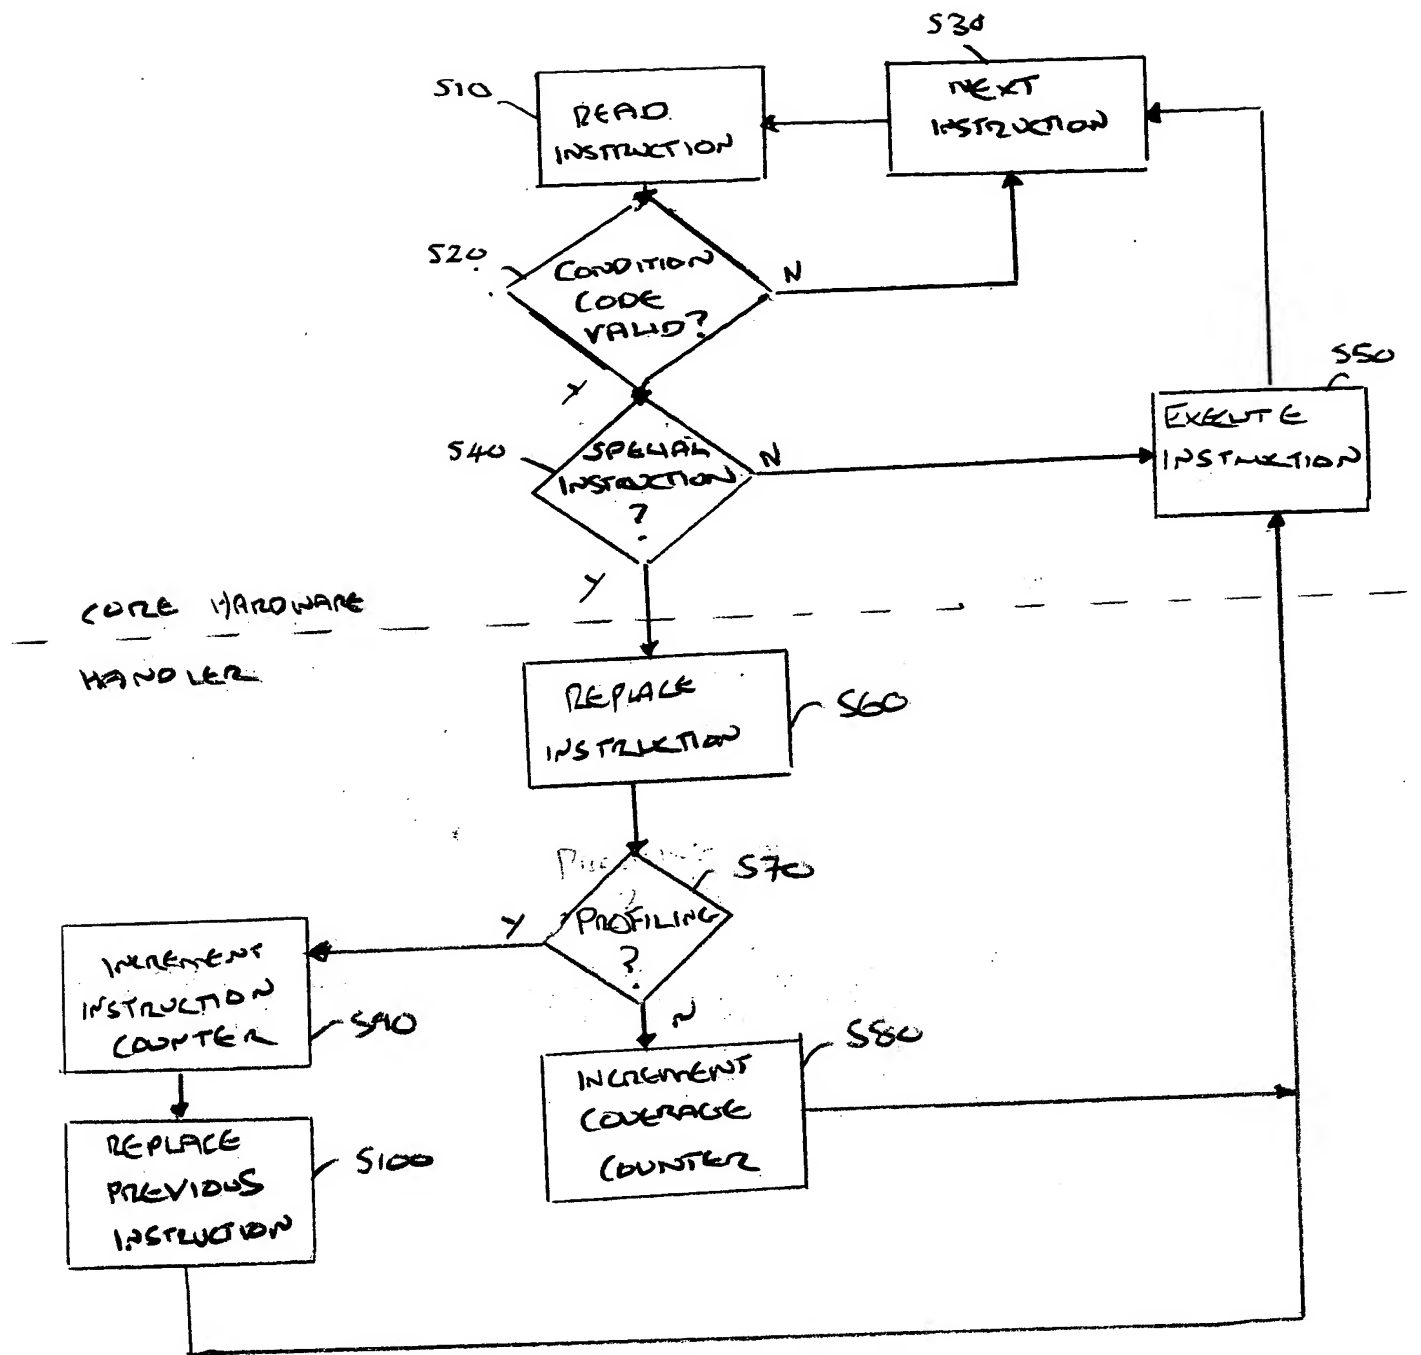 S30
S10
READ
INSTRUCTION
NEXT
INSTRUCTION
S20
CONDITION
CODE
VALID?
N
Y
S50
EXECUTE
INSTRUCTION
S40
SPECIAL
INSTRUCTION
?
N
Y
CORE HARDWARE
HANDLER
REPLACE
INSTRUCTION
S60
S70
PROFILING
?
Y
N
INCREMENT
INSTRUCTION
COUNTER
S90
S80
INCREMENT
COVERAGE
COUNTER
REPLACE
PREVIOUS
INSTRUCTION
S100